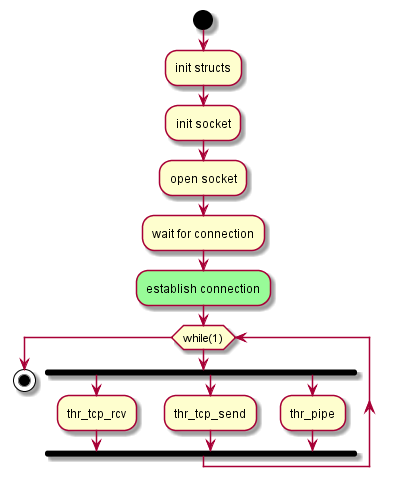 init structs
init socket
open socket
wait for connection
establish connection
while(1)
thr_tcp_rcv
thr_tcp_send
thr_pipe